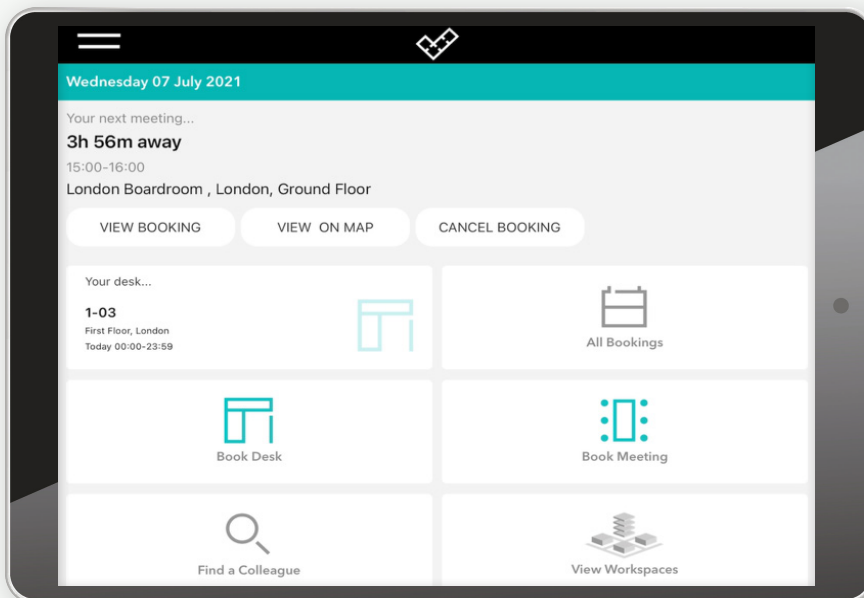 Wednesday 07 July 2021
Your next meeting...
3h 56m away
15:00-16:00
London Boardroom , London, Ground Floor
VIEW BOOKING
VIEW ON MAP
CANCEL BOOKING
Your desk...
1-03
First Floor, London
Today 00:00-23:59
All Bookings
Book Desk
Book Meeting
Find a Colleague
View Workspaces